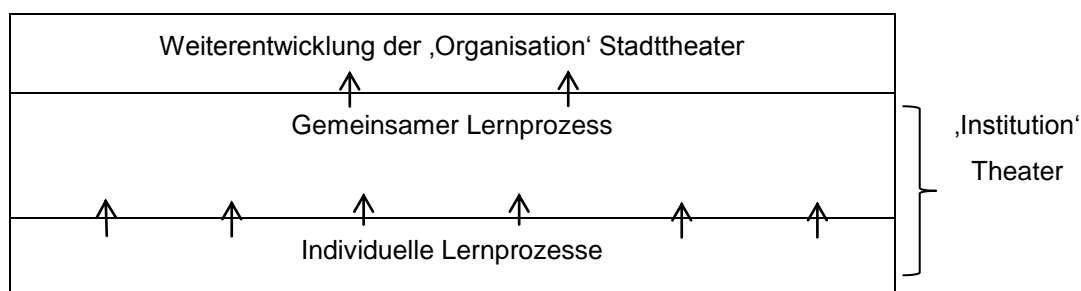 Weiterentwicklung der ‚Organisation‘ Stadttheater
Gemeinsamer Lernprozess
Individuelle Lernprozesse
‚Institution‘
Theater